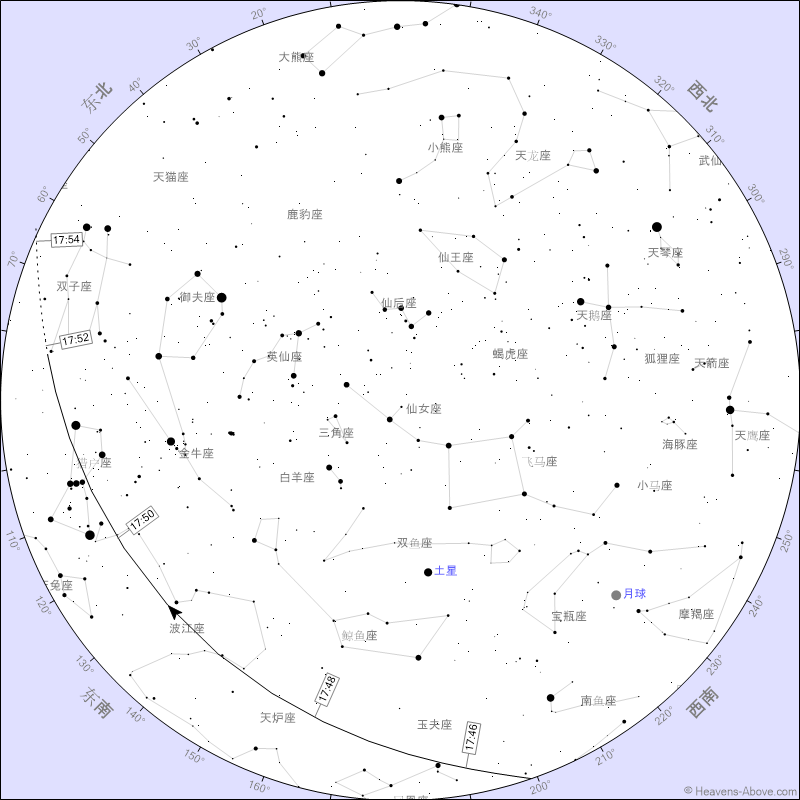 340°
20°
330°
30°
大熊座
320°
东北
西北
40°
310°
50°
小熊座
天龙座
武仙
天猫座
300°
60°
鹿豹座
17:54
天琴座
仙王座
290°
70°
双子座
御夫座
仙后座
天鹅座
17:52
英仙座
蝎虎座
狐狸座
天箭座
仙女座
三角座
天鹰座
海豚座
金牛座
猎户座
飞马座
白羊座
小马座
17:50
110°
双鱼座
250°
土星
天兔座
月球
120°
240°
宝瓶座
摩羯座
波江座
鲸鱼座
130°
230°
17:48
东南
南鱼座
西南
140°
天炉座
玉夫座
220°
17:46
150°
210°
160°
200°
© Heavens-Above.com